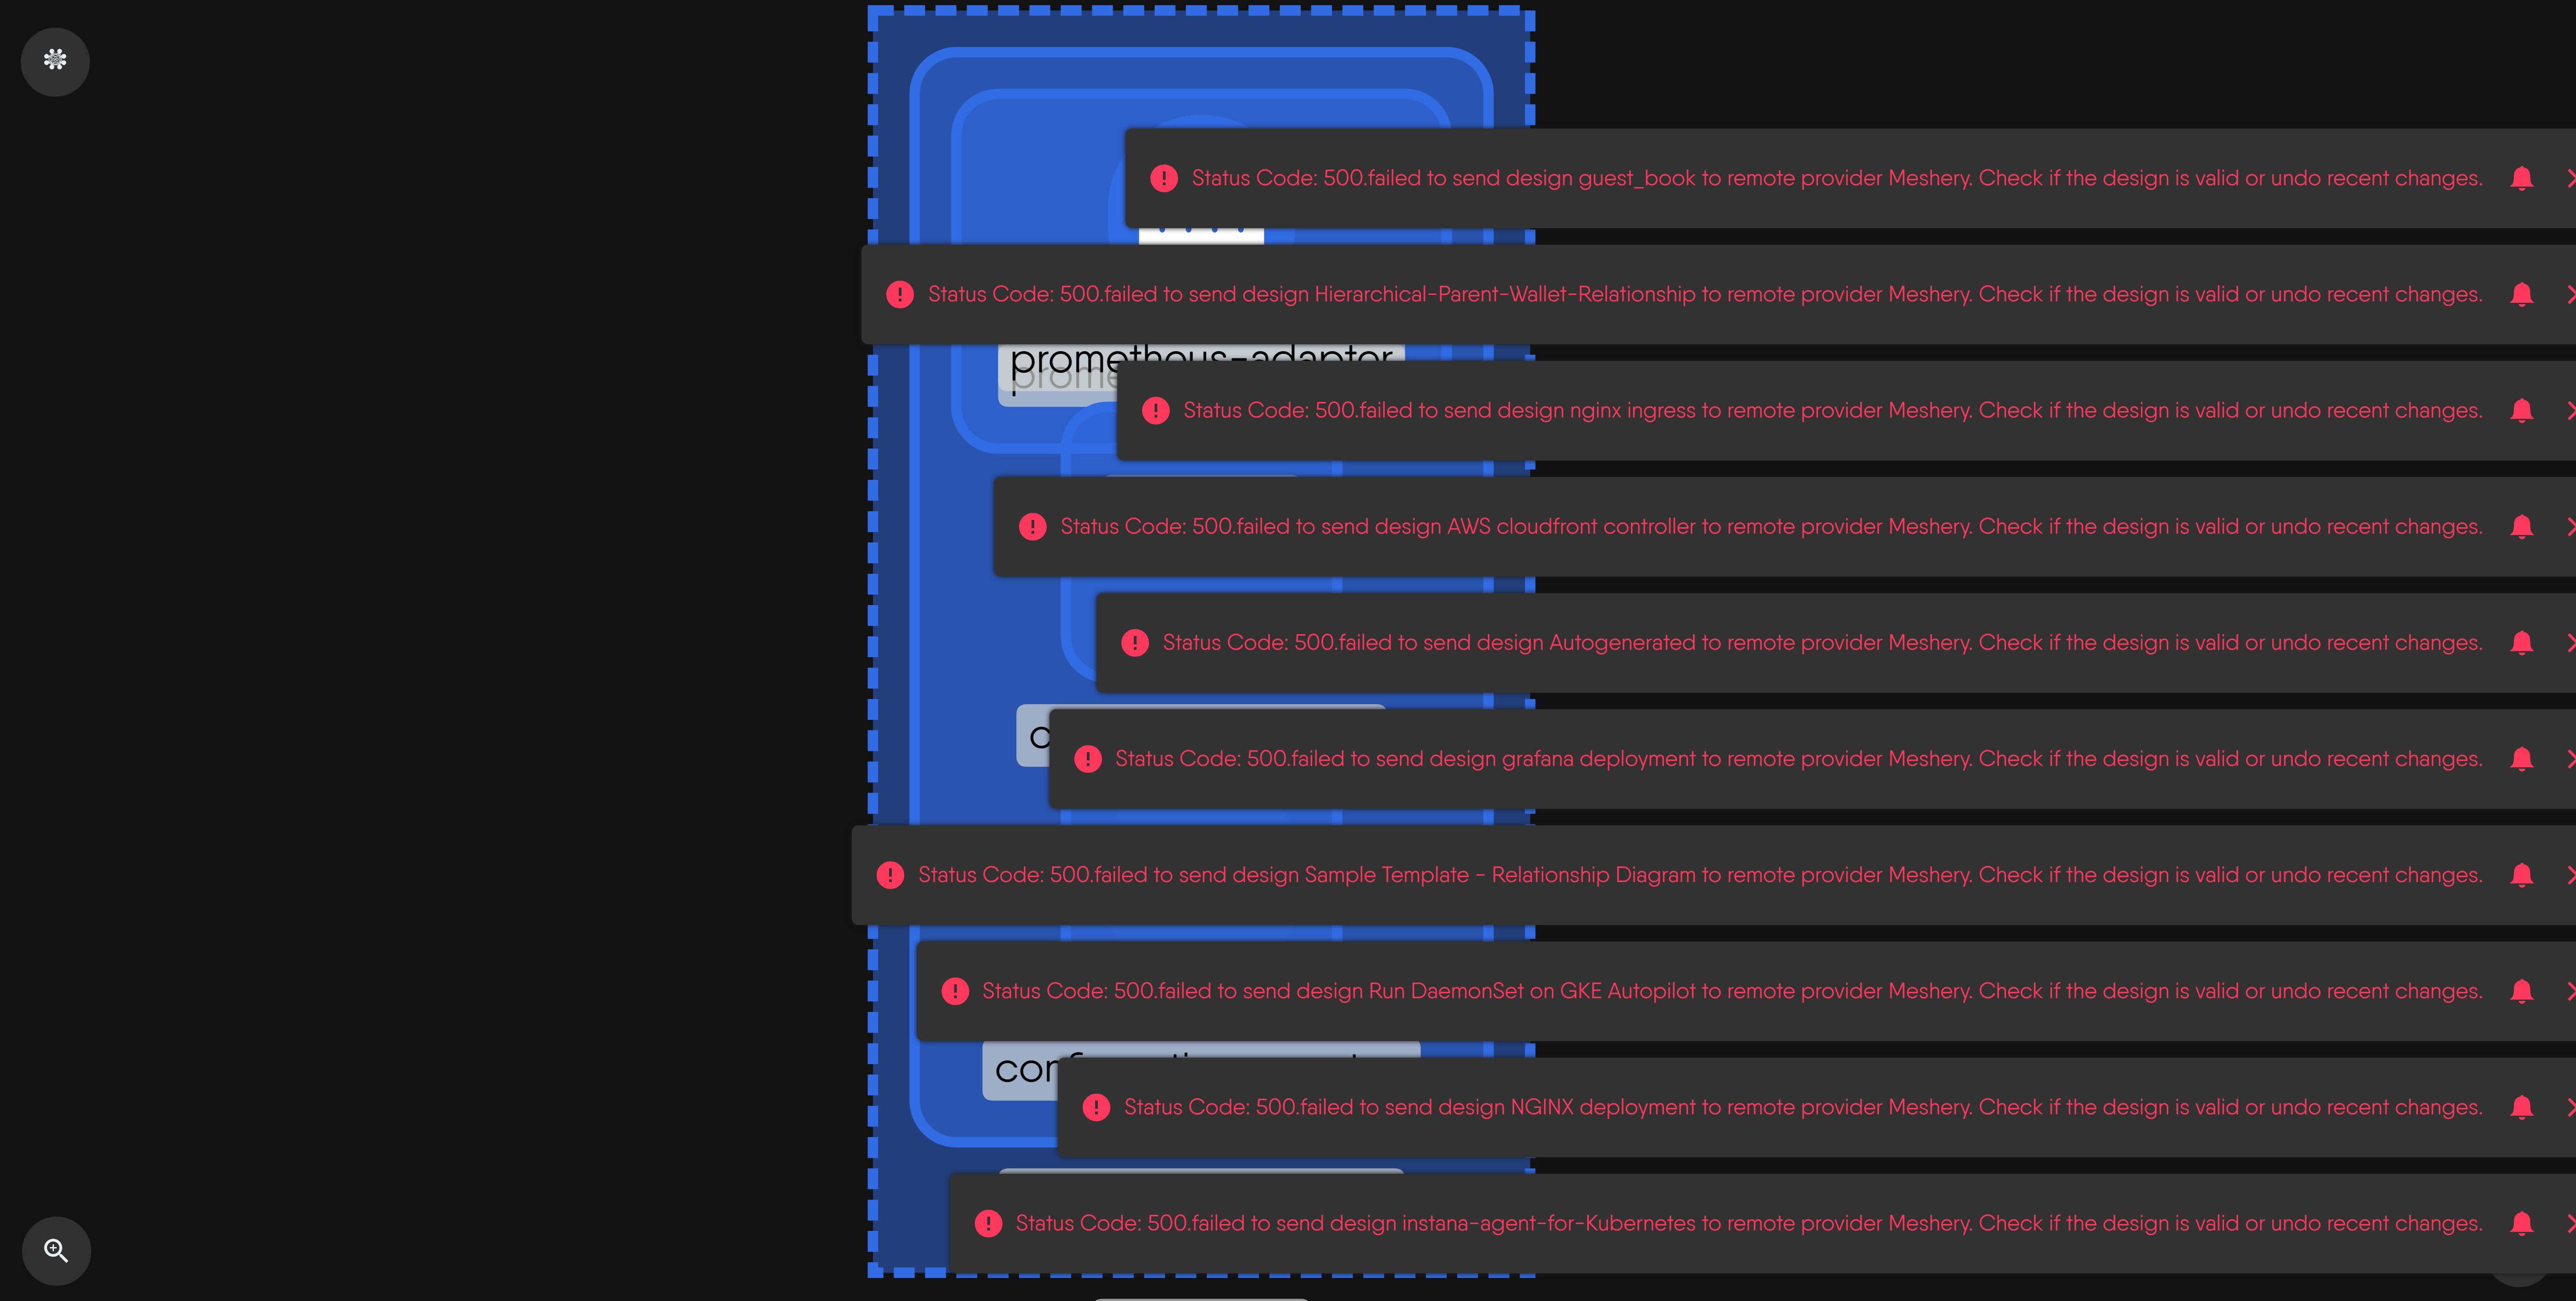 Status Code: 500.failed to send design guest_book to remote provider Meshery. Check if the design is valid or undo recent changes.
Status Code: 500.failed to send design Hierarchical-Parent-Wallet-Relationship to remote provider Meshery. Check if the design is valid or undo recent changes.
prometheus-adapter
Status Code: 500.failed to send design nginx ingress to remote provider Meshery. Check if the design is valid or undo recent changes.
Status Code: 500.failed to send design AWS cloudfront controller to remote provider Meshery. Check if the design is valid or undo recent changes.
Status Code: 500.failed to send design Autogenerated to remote provider Meshery. Check if the design is valid or undo recent changes.
Status Code: 500.failed to send design grafana deployment to remote provider Meshery. Check if the design is valid or undo recent changes.
Status Code: 500.failed to send design Sample Template - Relationship Diagram to remote provider Meshery. Check if the design is valid or undo recent changes.
Status Code: 500.failed to send design Run DaemonSet on GKE Autopilot to remote provider Meshery. Check if the design is valid or undo recent changes.
Status Code: 500.failed to send design NGINX deployment to remote provider Meshery. Check if the design is valid or undo recent changes.
Status Code: 500.failed to send design instana-agent-for-Kubernetes to remote provider Meshery. Check if the design is valid or undo recent changes.